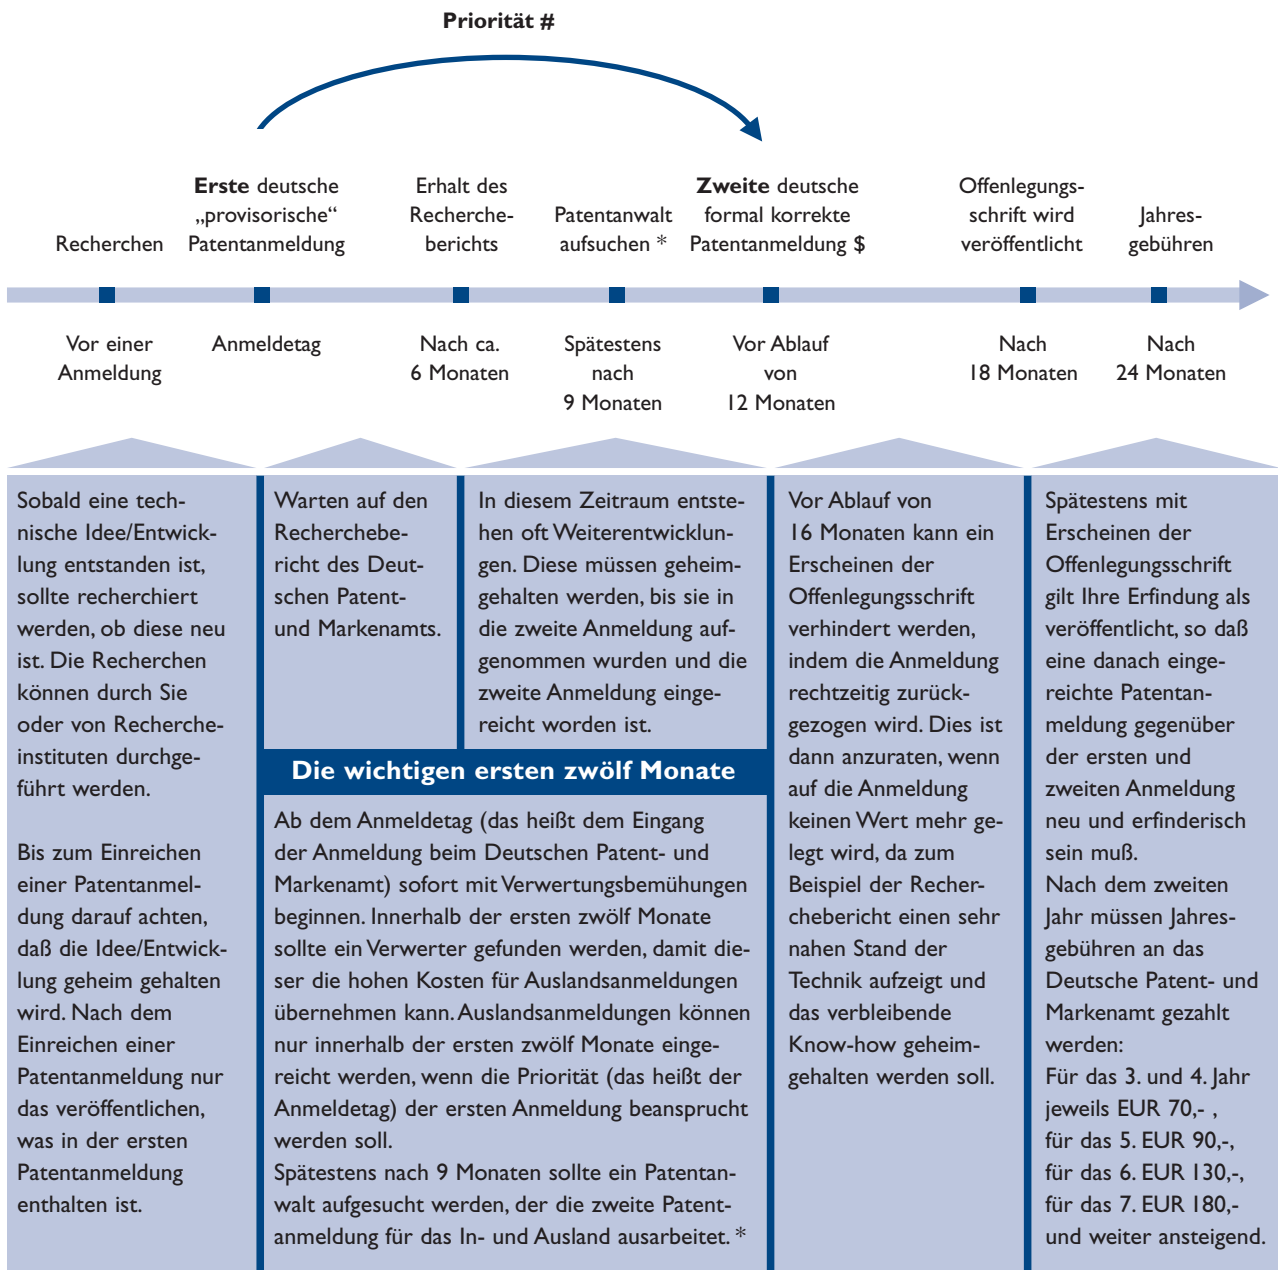 Priorität #
Recherchen
Erste deutsche
„provisorische“
Patentanmeldung
Erhalt des
Recherche-
berichts
Patentanwalt
aufsuchen *
Zweite deutsche
formal korrekte
Patentanmeldung $
Offenlegungs-
schrift wird
veröffentlicht
Jahres-
gebühren
Vor einer
Anmeldung
Anmeldetag
Nach ca.
6 Monaten
Spätestens
nach
9 Monaten
Vor Ablauf
von
12 Monaten
Nach
18 Monaten
Nach
24 Monaten
Sobald eine tech-
nische Idee/Entwick-
lung entstanden ist,
sollte recherchiert
werden, ob diese neu
ist. Die Recherchen
können durch Sie
oder von Recherche-
instituten durchge-
führt werden.
Bis zum Einreichen
einer Patentanmel-
dung darauf achten,
daß die Idee/Entwick-
lung geheim gehalten
wird. Nach dem
Einreichen einer
Patentanmeldung nur
das veröffentlichen,
was in der ersten
Patentanmeldung
enthalten ist.
Warten auf den
Recherchebe-
richt des Deut-
schen Patent-
und Markenamts.
In diesem Zeitraum entste-
hen oft Weiterentwicklun-
gen. Diese müssen geheim-
gehalten werden, bis sie in
die zweite Anmeldung auf-
genommen wurden und die
zweite Anmeldung einge-
reicht worden ist.
Die wichtigen ersten zwölf Monate
Ab dem Anmeldetag (das heißt dem Eingang
der Anmeldung beim Deutschen Patent- und
Markenamt) sofort mit Verwertungsbemühungen
beginnen. Innerhalb der ersten zwölf Monate
sollte ein Verwerter gefunden werden, damit die-
ser die hohen Kosten für Auslandsanmeldungen
übernehmen kann. Auslandsanmeldungen können
nur innerhalb der ersten zwölf Monate einge-
reicht werden, wenn die Priorität (das heißt der
Anmeldetag) der ersten Anmeldung beansprucht
werden soll.
Spätestens nach 9 Monaten sollte ein Patentan-
walt aufgesucht werden, der die zweite Patent-
anmeldung für das In- und Ausland ausarbeitet. *
Vor Ablauf von
16 Monaten kann ein
Erscheinen der
Offenlegungsschrift
verhindert werden,
indem die Anmeldung
rechtzeitig zurück-
gezogen wird. Dies ist
dann anzuraten, wenn
auf die Anmeldung
keinen Wert mehr ge-
legt wird, da zum
Beispiel der Recher-
chebericht einen sehr
nahen Stand der
Technik aufzeigt und
das verbleibende
Know-how geheim-
gehalten werden soll.
Spätestens mit
Erscheinen der
Offenlegungsschrift
gilt Ihre Erfindung als
veröffentlicht, so daß
eine danach einge-
reichte Patentan-
meldung gegenüber
der ersten und
zweiten Anmeldung
neu und erfinderisch
sein muß.
Nach dem zweiten
Jahr müssen Jahres-
gebühren an das
Deutsche Patent- und
Markenamt gezahlt
werden:
Für das 3. und 4. Jahr
jeweils EUR 70,- ,
für das 5. EUR 90,-,
für das 6. EUR 130,-,
für das 7. EUR 180,-
und weiter ansteigend.